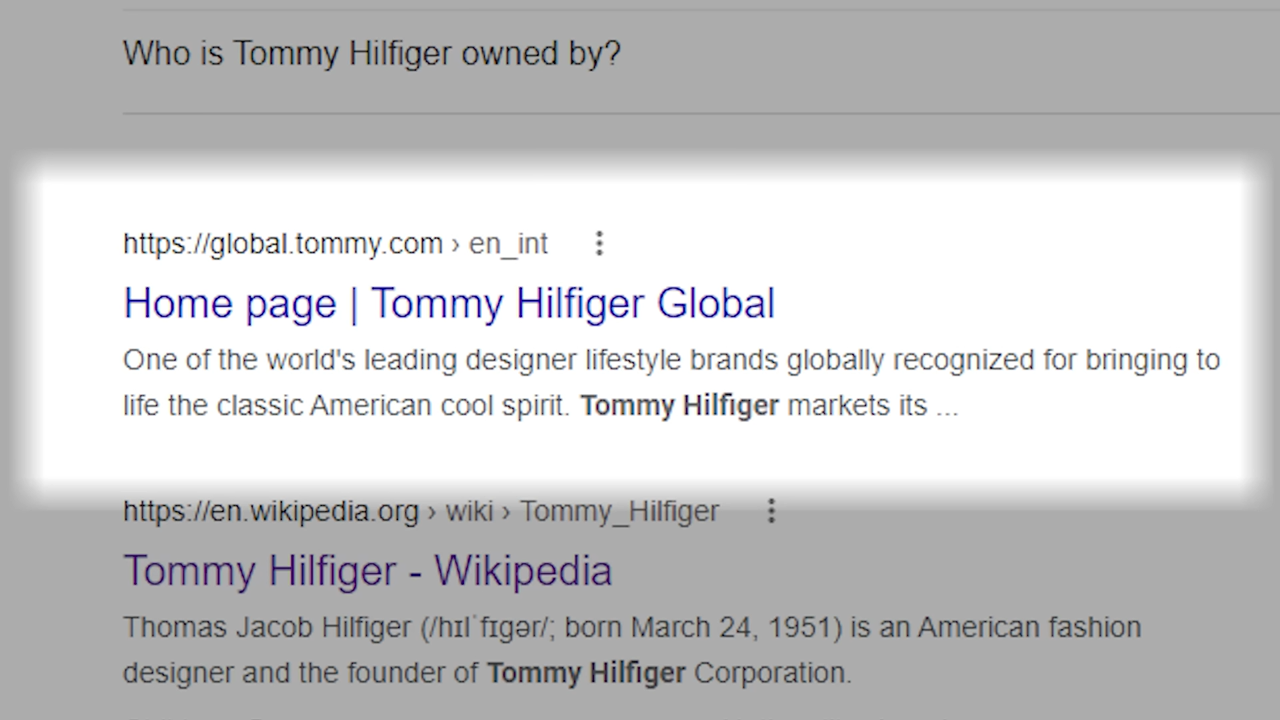 Who is Tommy Hilfiger owned by?
https://global.tommy.com › en_int
Home page | Tommy Hilfiger Global
One of the world's leading designer lifestyle brands globally recognized for bringing to
life the classic American cool spirit. Tommy Hilfiger markets its ...
https://en.wikipedia.org › wiki › Tommy_Hilfiger
Tommy Hilfiger - Wikipedia
Thomas Jacob Hilfiger (/hɪlˈfɪɡər/; born March 24, 1951) is an American fashion
designer and the founder of Tommy Hilfiger Corporation.